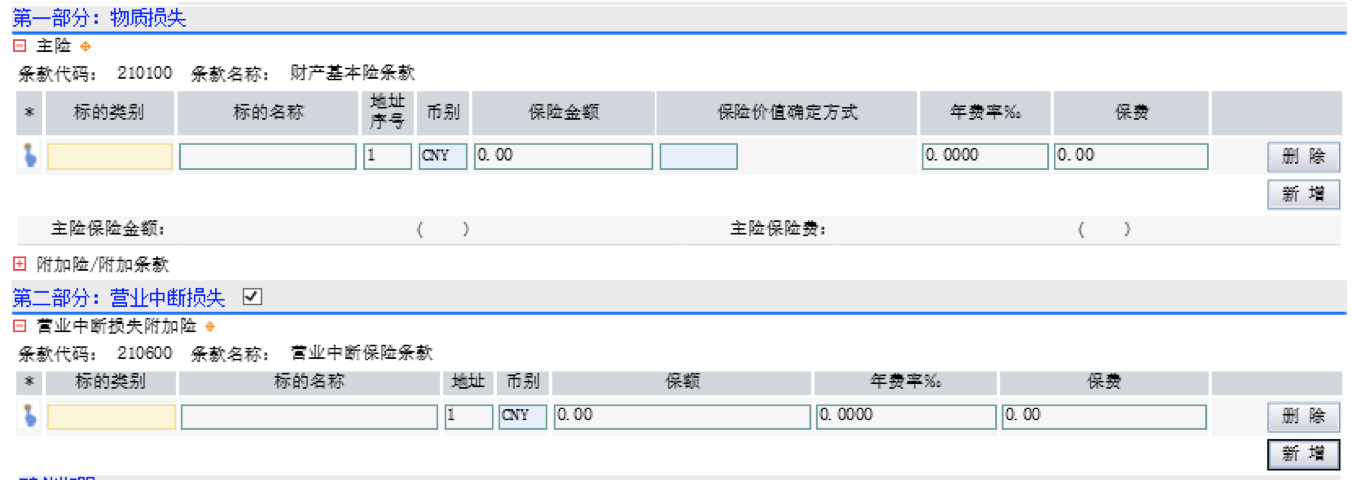 第一部分：物质损失
主险
条款代码： 210100 条款名称： 财产基本险条款
* 标的类别 标的名称 地址序号 币别 保险金额 保险价值确定方式 年费率‰ 保费
1 CNY 0.00 0.0000 0.00 删 除
新 增
主险保险金额： （ ） 主险保险费： （ ）
附加险/附加条款
第二部分：营业中断损失
营业中断损失附加险
条款代码： 210600 条款名称： 营业中断保险条款
* 标的类别 标的名称 地址 币别 保额 年费率‰ 保费
1 CNY 0.00 0.0000 0.00 删 除
新 增